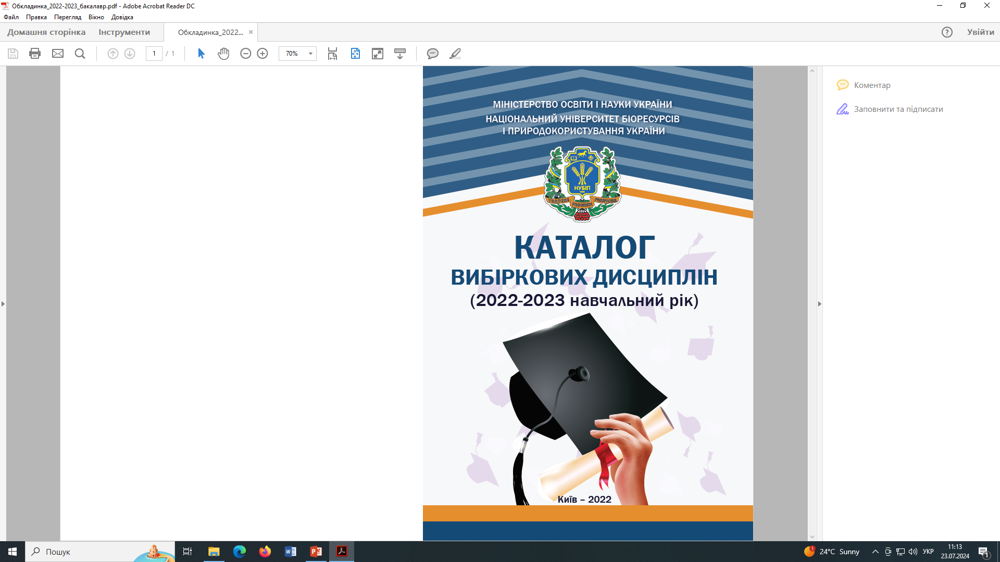 Обкладинка_2022-2023_бакалавр.pdf - Adobe Acrobat Reader DC
Файл Правка Перегляд Вікно Довідка
Домашня сторінка Інструменти Обкладинка_2022... × ? Увійти
1 / 1 70%
Коментар
Заповнити та підписати
МІНІСТЕРСТВО ОСВІТИ І НАУКИ УКРАЇНИ
НАЦІОНАЛЬНИЙ УНІВЕРСИТЕТ БІОРЕСУРСІВ
І ПРИРОДОКОРИСТУВАННЯ УКРАЇНИ
НУБІП
КАТАЛОГ
ВИБІРКОВИХ ДИСЦИПЛІН
(2022-2023 навчальний рік)
Київ – 2022
Пошук
1 24°C Sunny УКР 11:13
23.07.2024 1